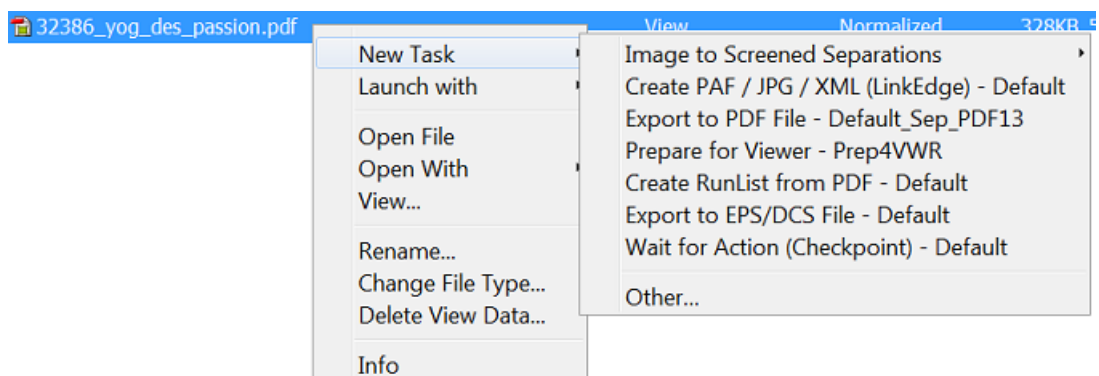 32386_yog_des_passion.pdf View Normalized 328KB
New Task
Launch with
Open File
Open With
View...
Rename...
Change File Type...
Delete View Data...
Info
Image to Screened Separations
Create PAF / JPG / XML (LinkEdge) - Default
Export to PDF File - Default_Sep_PDF13
Prepare for Viewer - Prep4VWR
Create RunList from PDF - Default
Export to EPS/DCS File - Default
Wait for Action (Checkpoint) - Default
Other...